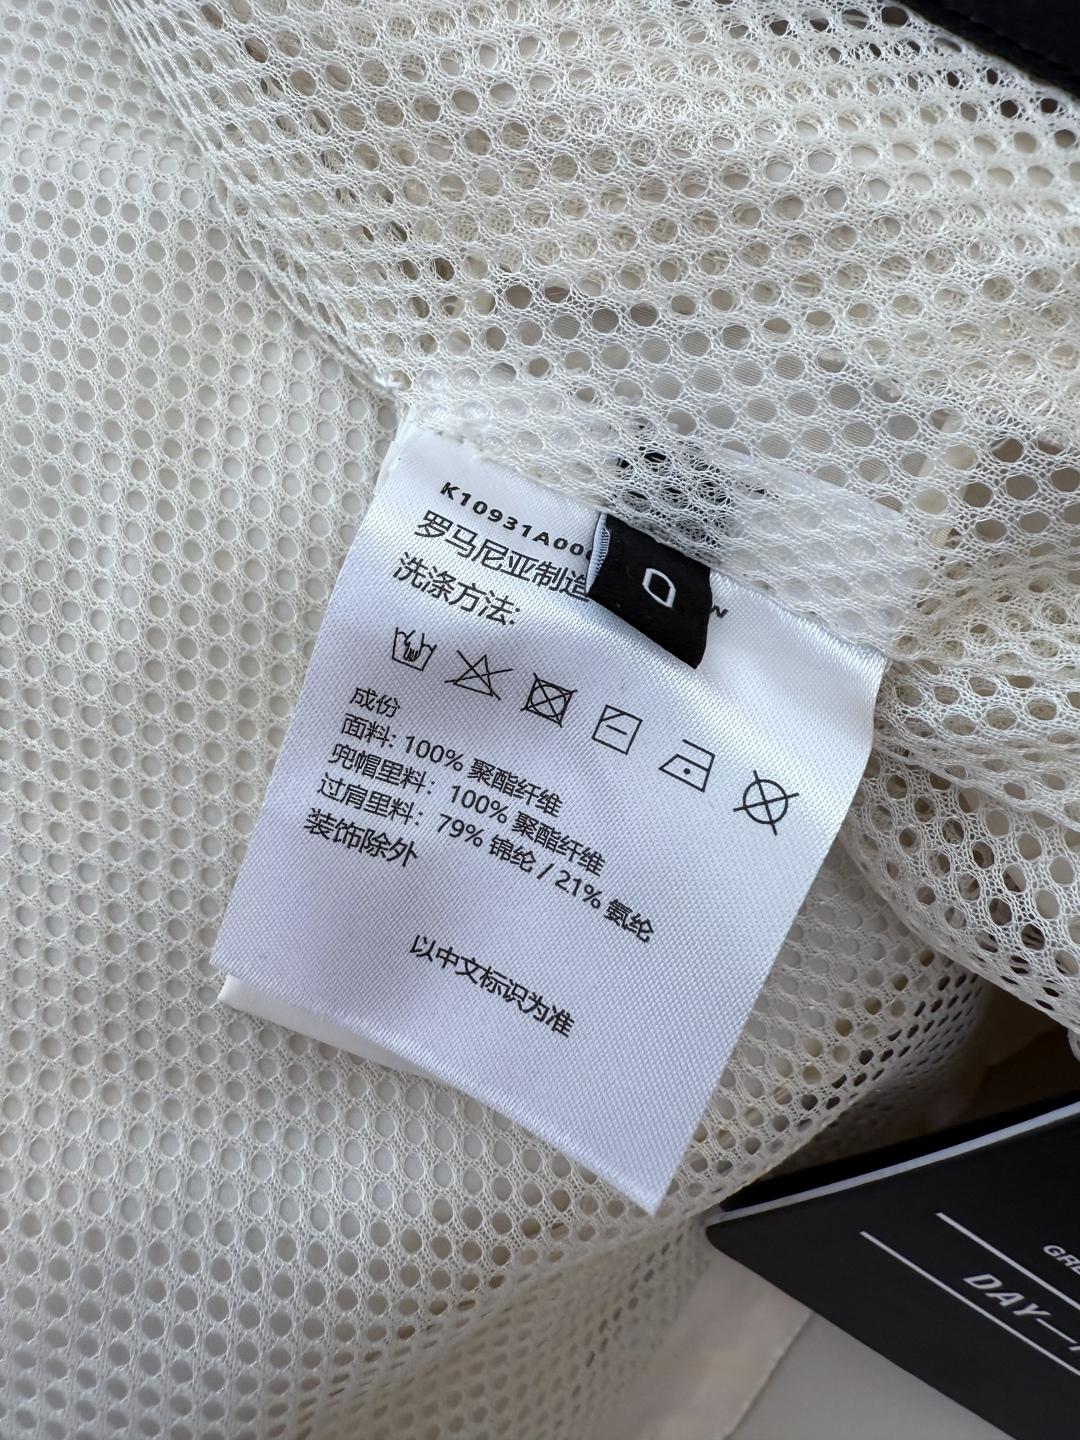 K10931A00
罗马尼亚制造
洗涤方法:
0
成份
面料: 100% 聚酯纤维
兜帽里料: 100% 聚酯纤维
过肩里料: 79% 锦纶 / 21% 氨纶
装饰除外
以中文标识为准
DAY—